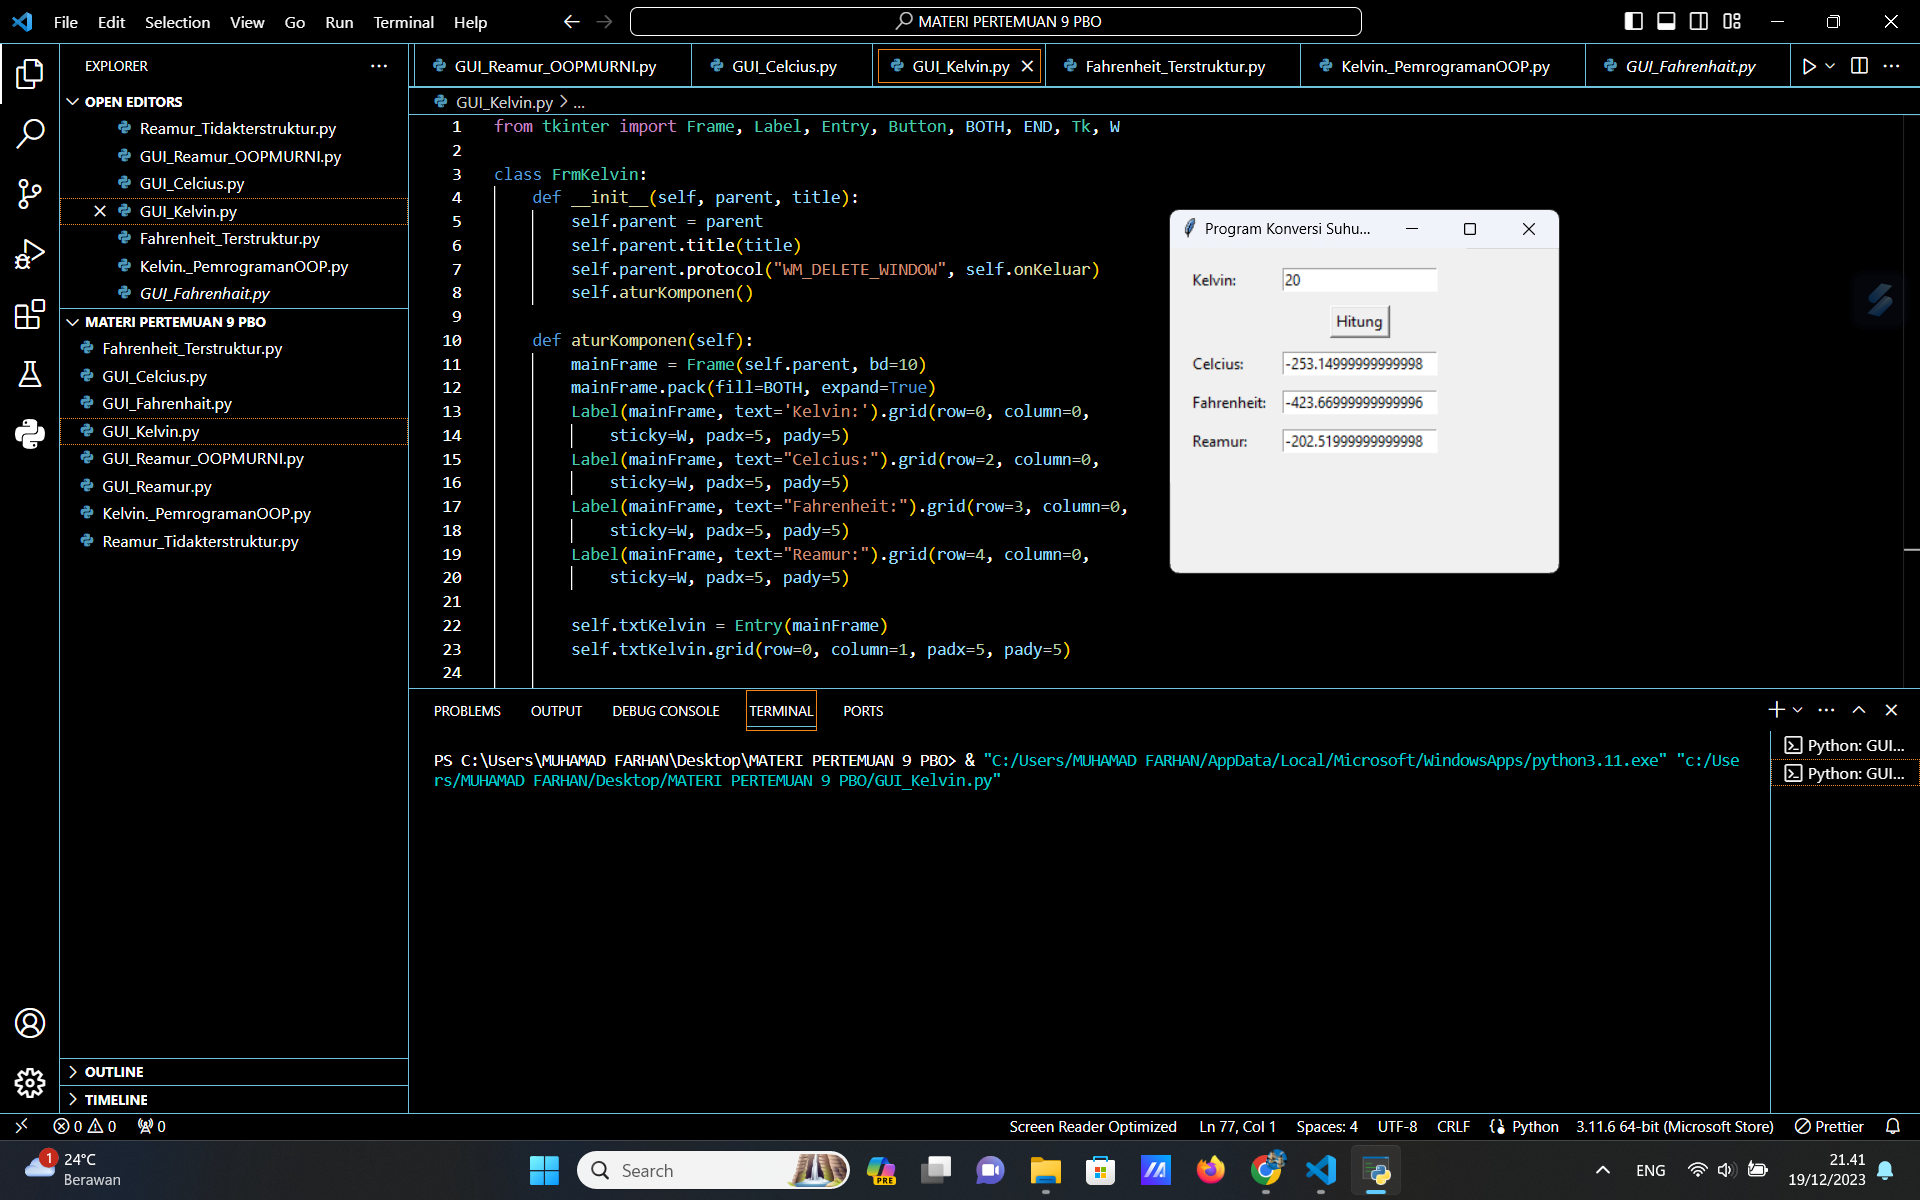 File Edit Selection View Go Run Terminal Help
MATERI PERTEMUAN 9 PBO
EXPLORER
OPEN EDITORS
Reamur_Tidakterstruktur.py
GUI_Reamur_OOPMURNI.py
GUI_Celcius.py
GUI_Kelvin.py
Fahrenheit_Terstruktur.py
Kelvin._PemrogramanOOP.py
GUI_Fahrenhait.py
MATERI PERTEMUAN 9 PBO
Fahrenheit_Terstruktur.py
GUI_Celcius.py
GUI_Fahrenhait.py
GUI_Kelvin.py
GUI_Reamur_OOPMURNI.py
GUI_Reamur.py
Kelvin._PemrogramanOOP.py
Reamur_Tidakterstruktur.py
OUTLINE
TIMELINE
GUI_Reamur_OOPMURNI.py GUI_Celcius.py GUI_Kelvin.py Fahrenheit_Terstruktur.py Kelvin._PemrogramanOOP.py GUI_Fahrenhait.py
GUI_Kelvin.py > ...
1 from tkinter import Frame, Label, Entry, Button, BOTH, END, Tk, W
2
3 class FrmKelvin:
4 def __init__(self, parent, title):
5 self.parent = parent
6 self.parent.title(title)
7 self.parent.protocol("WM_DELETE_WINDOW", self.onKeluar)
8 self.aturKomponen()
9
10 def aturKomponen(self):
11 mainFrame = Frame(self.parent, bd=10)
12 mainFrame.pack(fill=BOTH, expand=True)
13 Label(mainFrame, text='Kelvin:').grid(row=0, column=0,
14 sticky=W, padx=5, pady=5)
15 Label(mainFrame, text="Celcius:").grid(row=2, column=0,
16 sticky=W, padx=5, pady=5)
17 Label(mainFrame, text="Fahrenheit:").grid(row=3, column=0,
18 sticky=W, padx=5, pady=5)
19 Label(mainFrame, text="Reamur:").grid(row=4, column=0,
20 sticky=W, padx=5, pady=5)
21
22 self.txtKelvin = Entry(mainFrame)
23 self.txtKelvin.grid(row=0, column=1, padx=5, pady=5)
24
Program Konversi Suhu...
Kelvin: 20
Hitung
Celcius: -253.14999999999998
Fahrenheit: -423.66999999999996
Reamur: -202.51999999999998
PROBLEMS OUTPUT DEBUG CONSOLE TERMINAL PORTS
PS C:\Users\MUHAMAD FARHAN\Desktop\MATERI PERTEMUAN 9 PBO> & "C:/Users/MUHAMAD FARHAN/AppData/Local/Microsoft/WindowsApps/python3.11.exe" "c:/Use
rs/MUHAMAD FARHAN/Desktop/MATERI PERTEMUAN 9 PBO/GUI_Kelvin.py"
Python: GUI...
Python: GUI...
0 0 0
Screen Reader Optimized Ln 77, Col 1 Spaces: 4 UTF-8 CRLF Python 3.11.6 64-bit (Microsoft Store) Prettier
1
24°C
Berawan
Search
PRE
ENG
21.41
19/12/2023